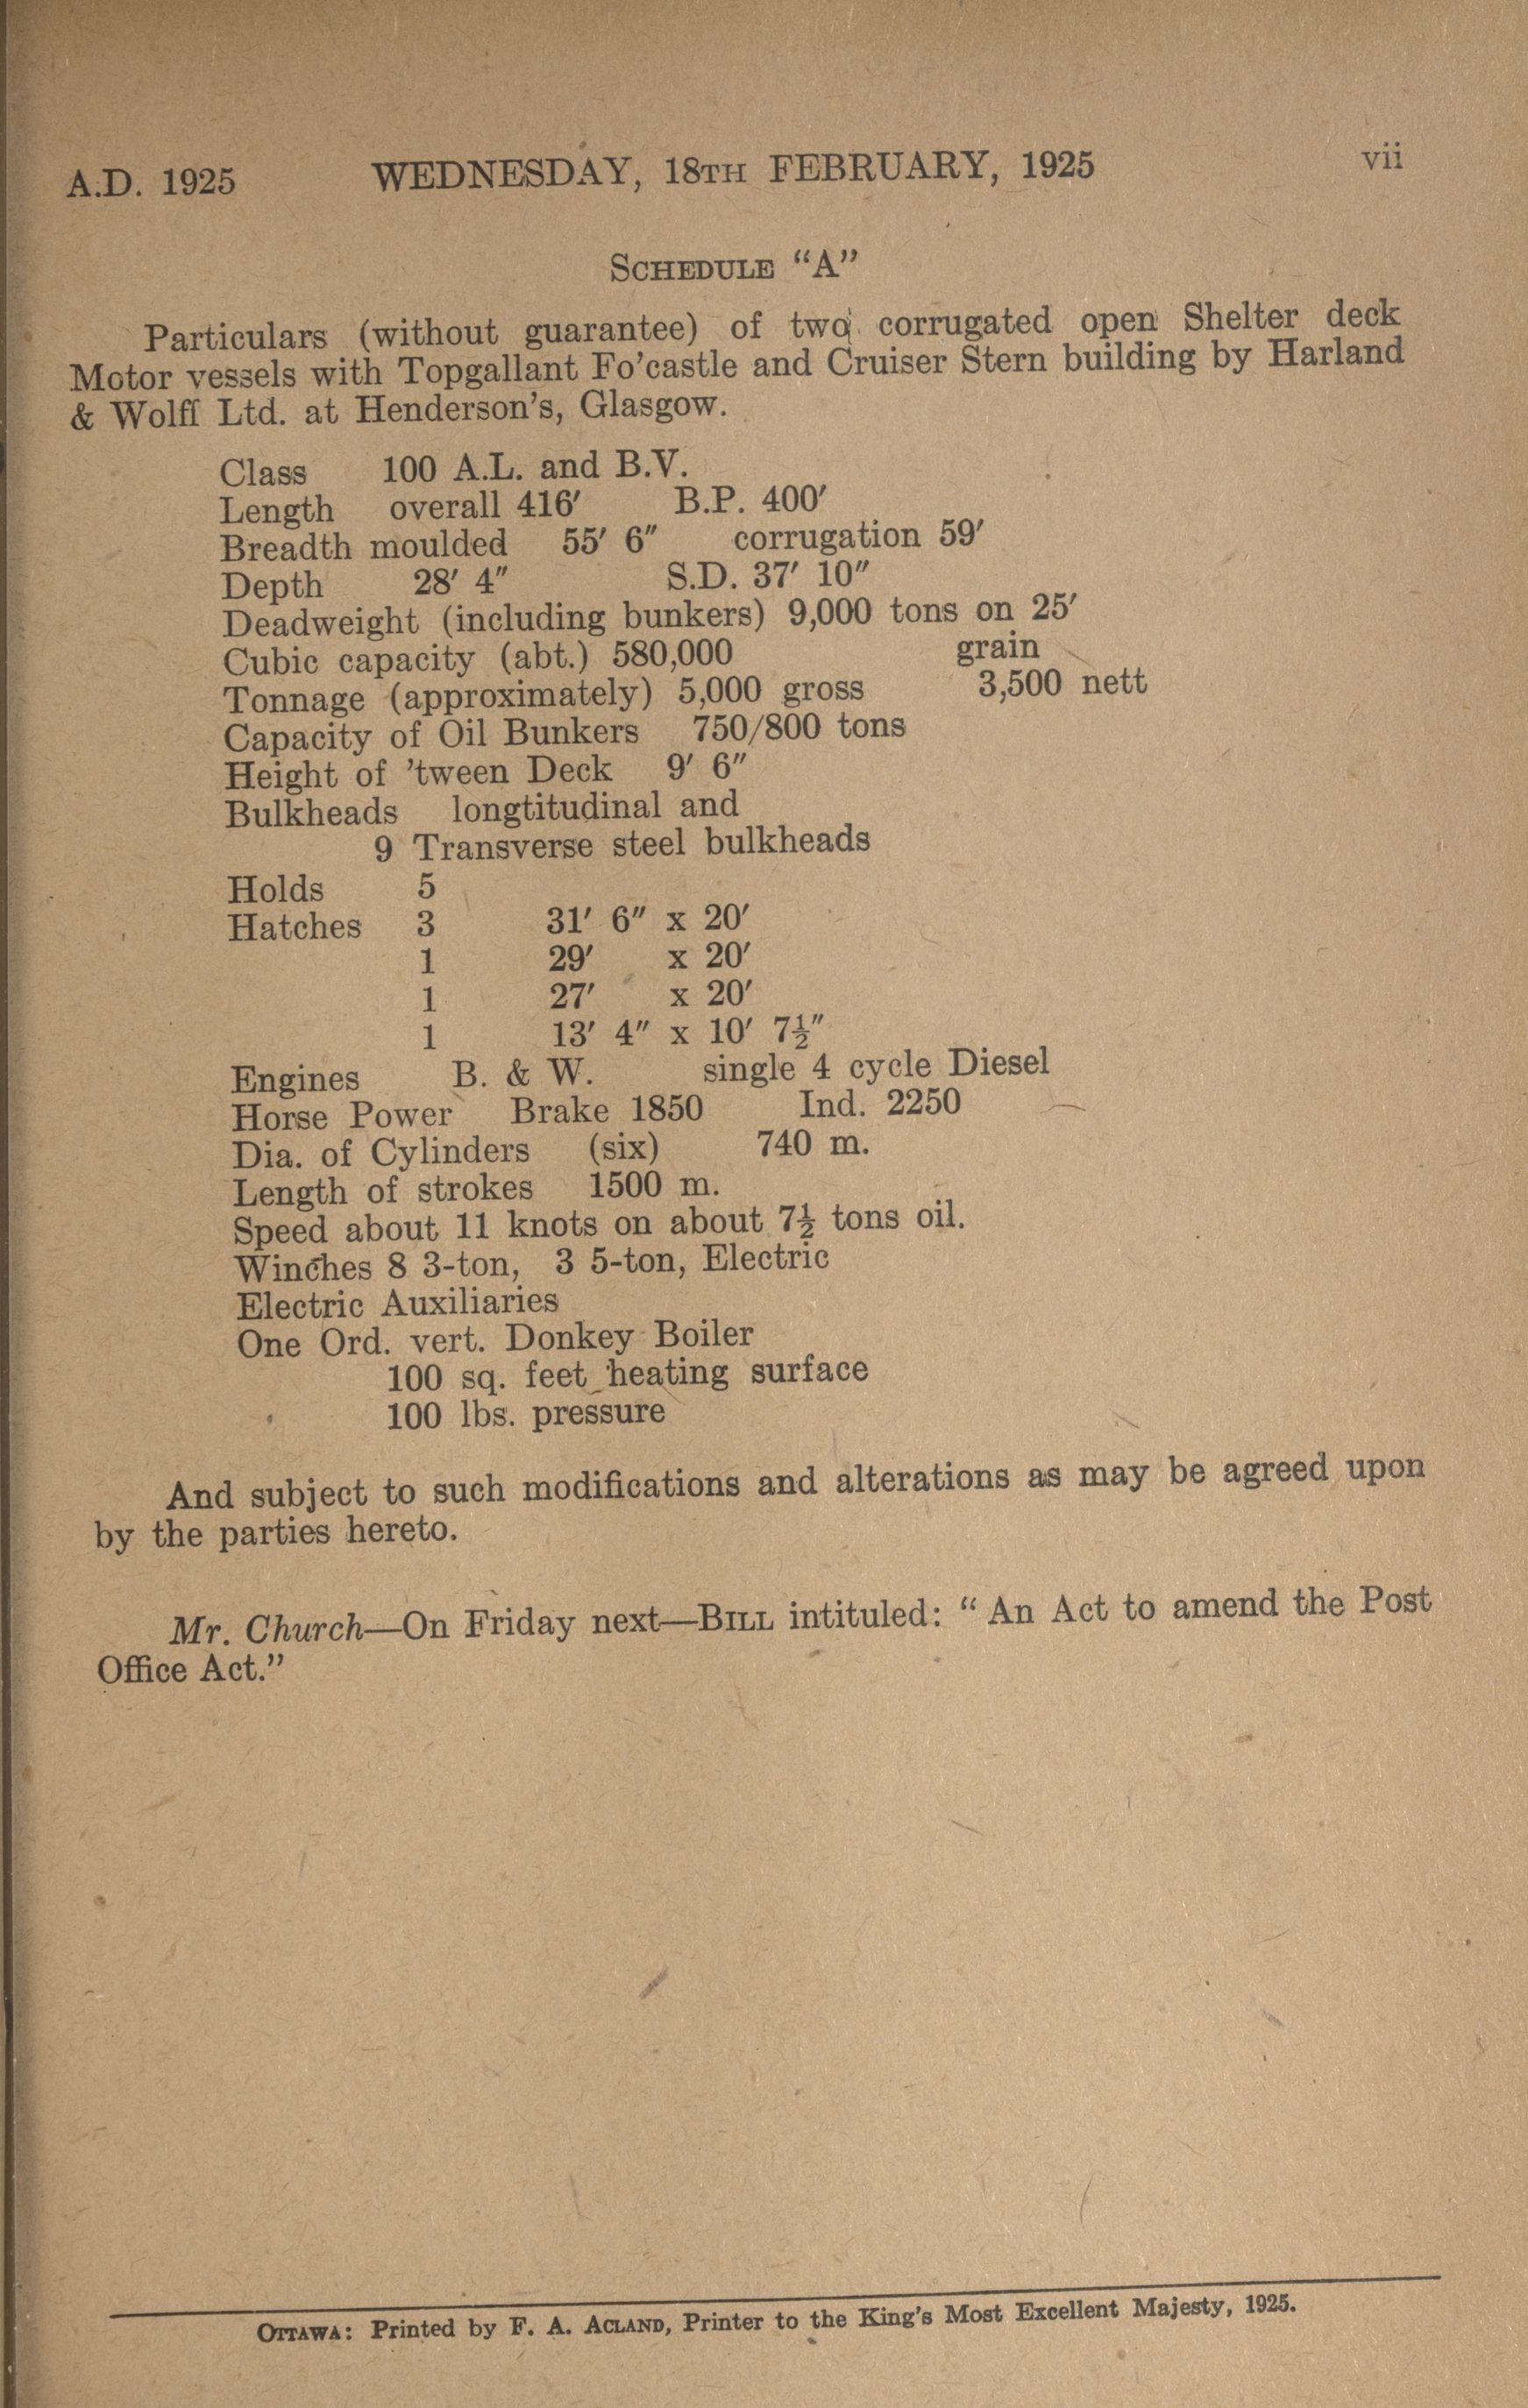 A.D. 1925 WEDNESDAY, 18TH FEBRUARY, 1925 vii
SCHEDULE “A”
Particulars (without guarantee) of two corrugated open Shelter deck
Motor vessels with Topgallant Fo’castle and Cruiser Stern building by Harland
& Wolff Ltd. at Henderson’s, Glasgow.
Class 100 A.L. and B.V.
Length overall 416′ B.P. 400′
Breadth moulded 55′ 6″ corrugation 59′
Depth 28′ 4″ S.D. 37′ 10″
Deadweight (including bunkers) 9,000 tons on 25′
Cubic capacity (abt.) 580,000 grain
Tonnage (approximately) 5,000 gross 3,500 nett
Capacity of Oil Bunkers 750/800 tons
Height of ’tween Deck 9′ 6″
Bulkheads longtitudinal and
9 Transverse steel bulkheads
Holds 5
Hatches 3 31′ 6″ x 20′
1 29′ x 20′
1 27′ x 20′
1 13′ 4″ x 10′ 7½″
Engines B. & W. single 4 cycle Diesel
Horse Power Brake 1850 Ind. 2250
Dia. of Cylinders (six) 740 m.
Length of strokes 1500 m.
Speed about 11 knots on about 7½ tons oil.
Winches 8 3-ton, 3 5-ton, Electric
Electric Auxiliaries
One Ord. vert. Donkey Boiler
100 sq. feet heating surface
100 lbs. pressure
And subject to such modifications and alterations as may be agreed upon
by the parties hereto.
Mr. Church—On Friday next—BILL intituled: “ An Act to amend the Post
Office Act.”
OTTAWA: Printed by F. A. ACLAND, Printer to the King’s Most Excellent Majesty, 1925.